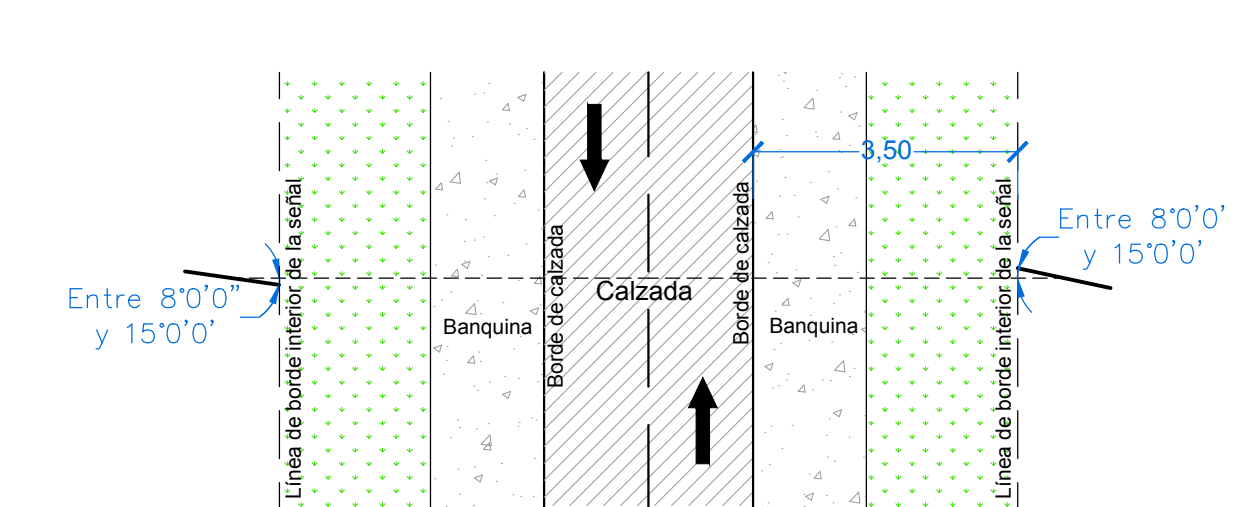 3,50
Línea de borde interior de la señal
Borde de calzada
Borde de calzada
Línea de borde interior de la señal
Entre 8°0'0"
y 15°0'0'
Entre 8°0'0'
y 15°0'0'
Calzada
Banquina
Banquina